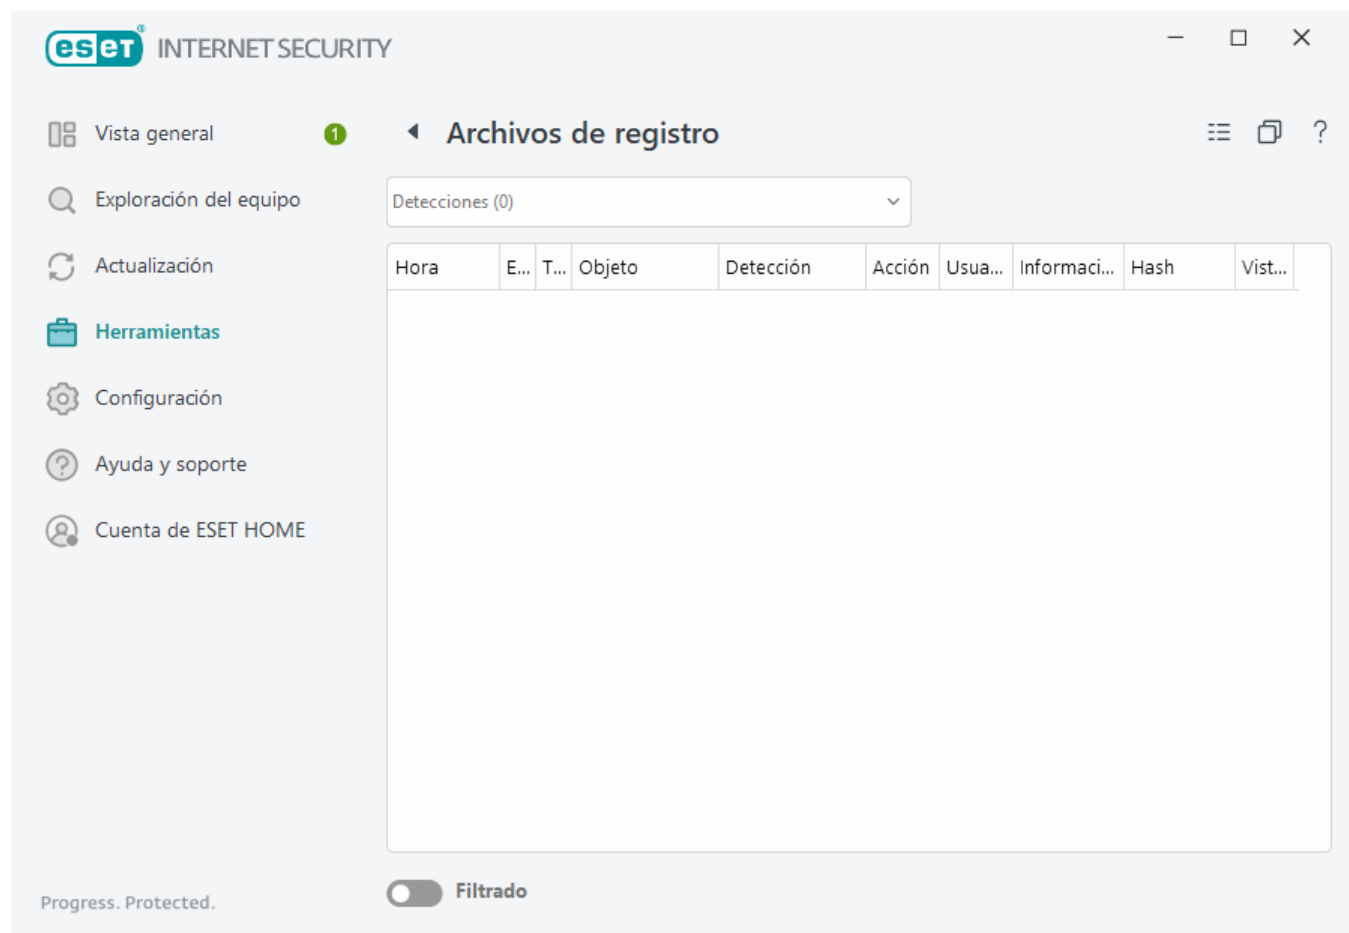 eset® INTERNET SECURITY
Vista general 1
Exploración del equipo
Actualización
Herramientas
Configuración
Ayuda y soporte
Cuenta de ESET HOME
Progress. Protected.
Archivos de registro ?
Detecciones (0)
Hora E... T... Objeto Detección Acción Usua... Informaci... Hash Vist...
Filtrado